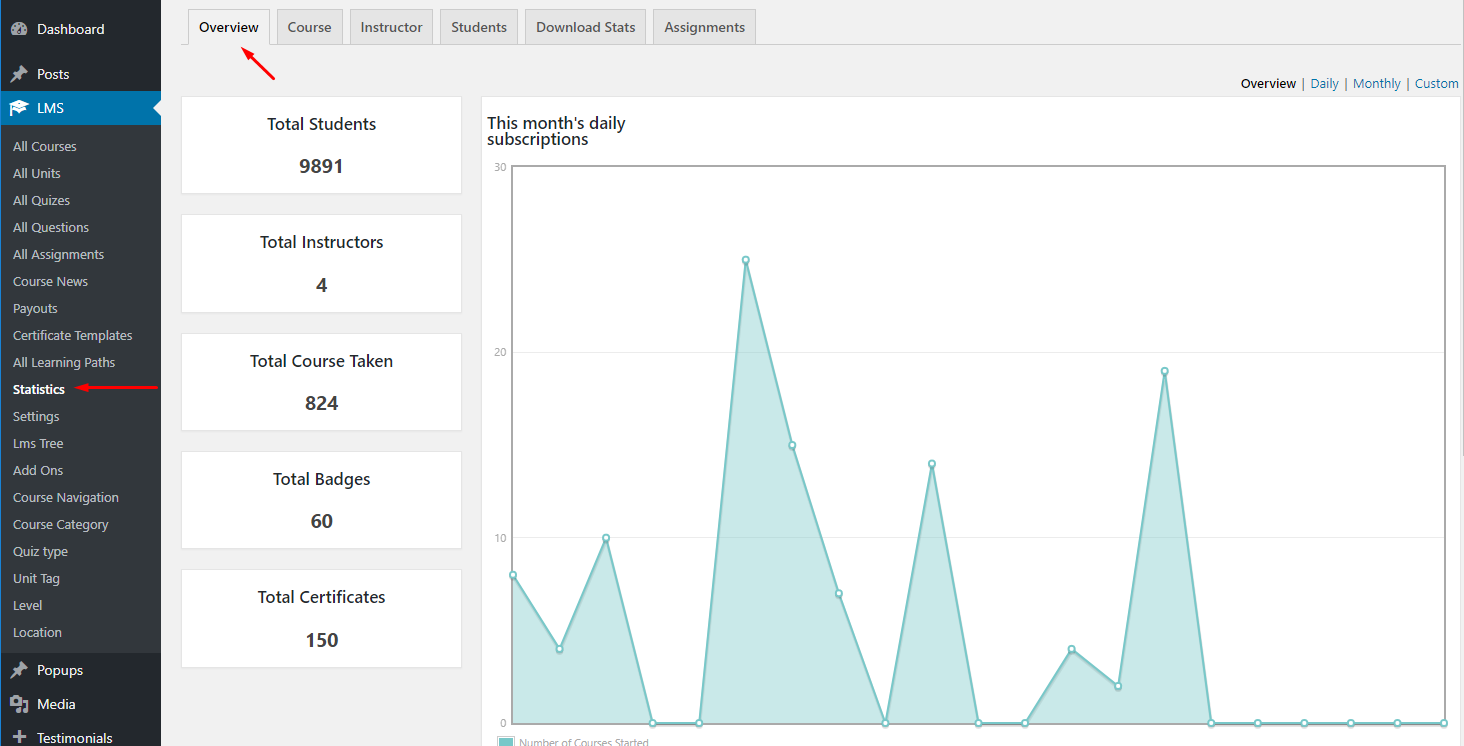 Dashboard
Posts
LMS
All Courses
All Units
All Quizes
All Questions
All Assignments
Course News
Payouts
Certificate Templates
All Learning Paths
Statistics
Settings
Lms Tree
Add Ons
Course Navigation
Course Category
Quiz type
Unit Tag
Level
Location
Popups
Media
Testimonials
Overview Course Instructor Students Download Stats Assignments
Overview | Daily | Monthly | Custom
Total Students
9891
Total Instructors
4
Total Course Taken
824
Total Badges
60
Total Certificates
150
This month's daily
subscriptions
30
20
10
0
Number of Courses Started